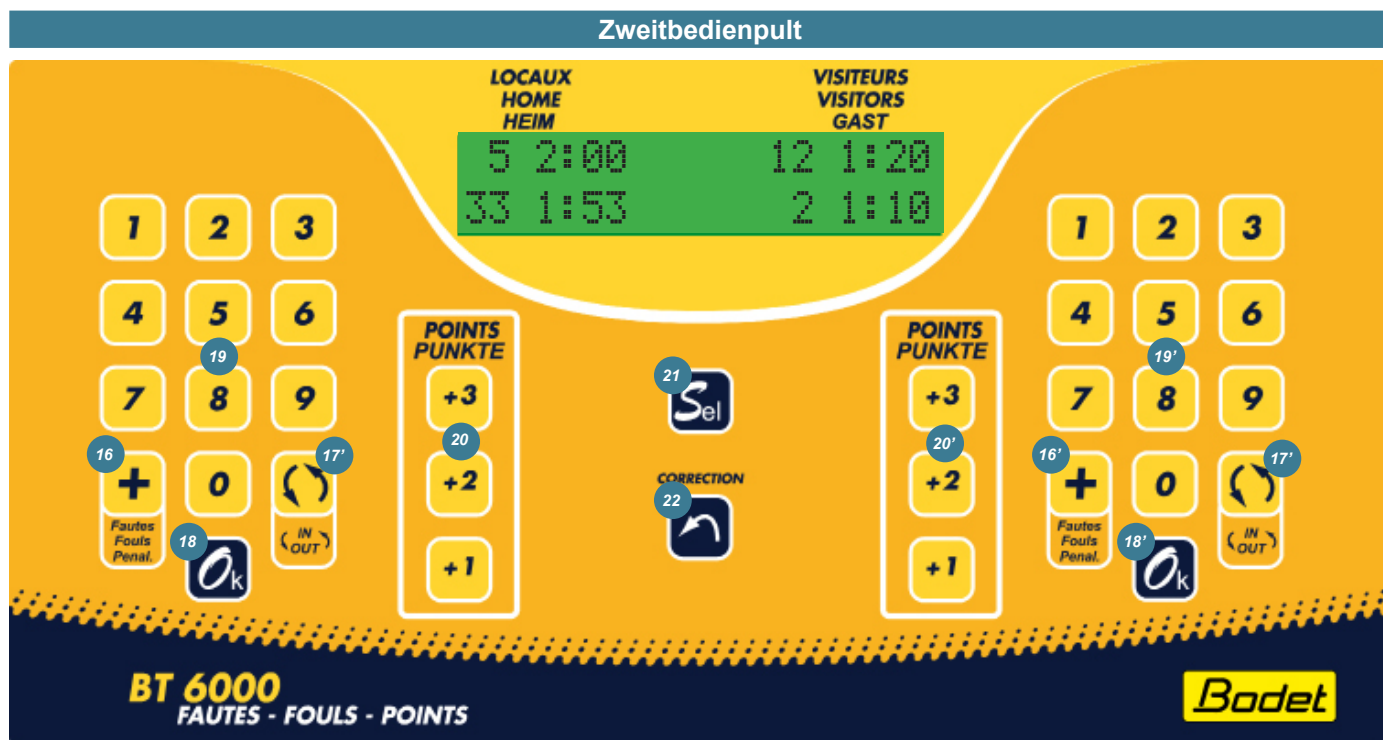 Zweitbedienpult
LOCAUX
HOME
HEIM
VISITEURS
VISITORS
GAST
5 2:00 12 1:20
33 1:53 2 1:10
1 2 3
4 5 6
19
7 8 9
16 17'
+ 0
Fautes
Fouls
Penal.
18
Ok
IN
OUT
POINTS
PUNKTE
+3
20
+2
+1
21
Sel
CORRECTION
22
POINTS
PUNKTE
+3
20'
+2
+1
1 2 3
4 5 6
19'
7 8 9
16' 17'
+ 0
Fautes
Fouls
Penal.
18'
Ok
IN
OUT
BT 6000
FAUTES - FOULS - POINTS
Bodet